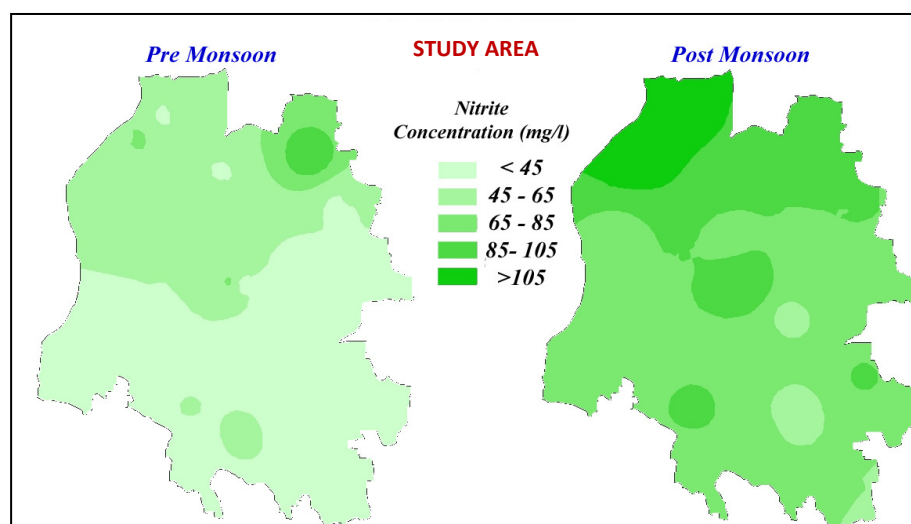 STUDY AREA
Pre Monsoon
Post Monsoon
Nitrite
Concentration (mg/l)
< 45
45 - 65
65 - 85
85- 105
>105